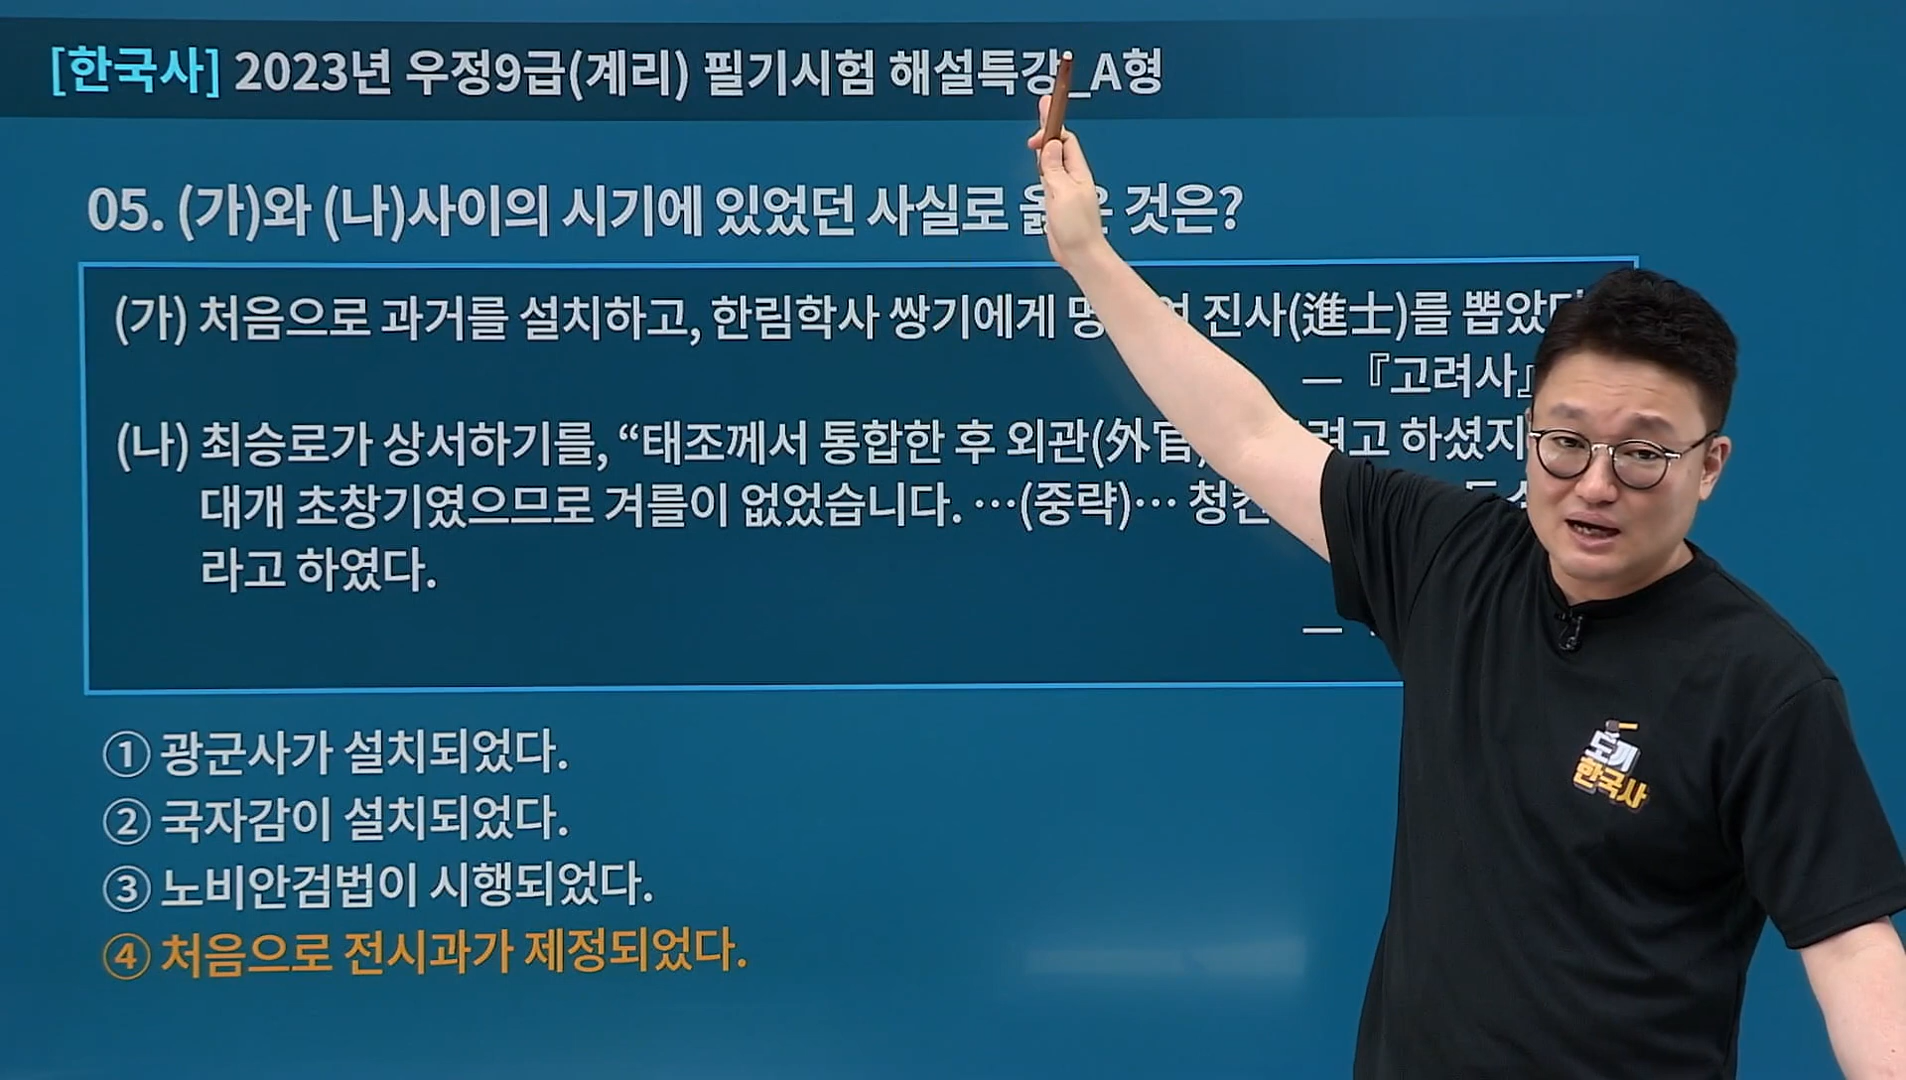 [한국사] 2023년 우정9급(계리) 필기시험 해설특강_A형
05. (가)와 (나)사이의 시기에 있었던 사실로 것은?
(가) 처음으로 과거를 설치하고, 한림학사 쌍기에게 진사(進士)를
― 『고려사』
(나) 최승로가 상서하기를, “태조께서 통합한 후 외관(外官) 하셨지
대개 초창기였으므로 겨를이 없었습니다. …(중략)…
라고 하였다.
① 광군사가 설치되었다.
② 국자감이 설치되었다.
③ 노비안검법이 시행되었다.
④ 처음으로 전시과가 제정되었다.
도끼
한국사